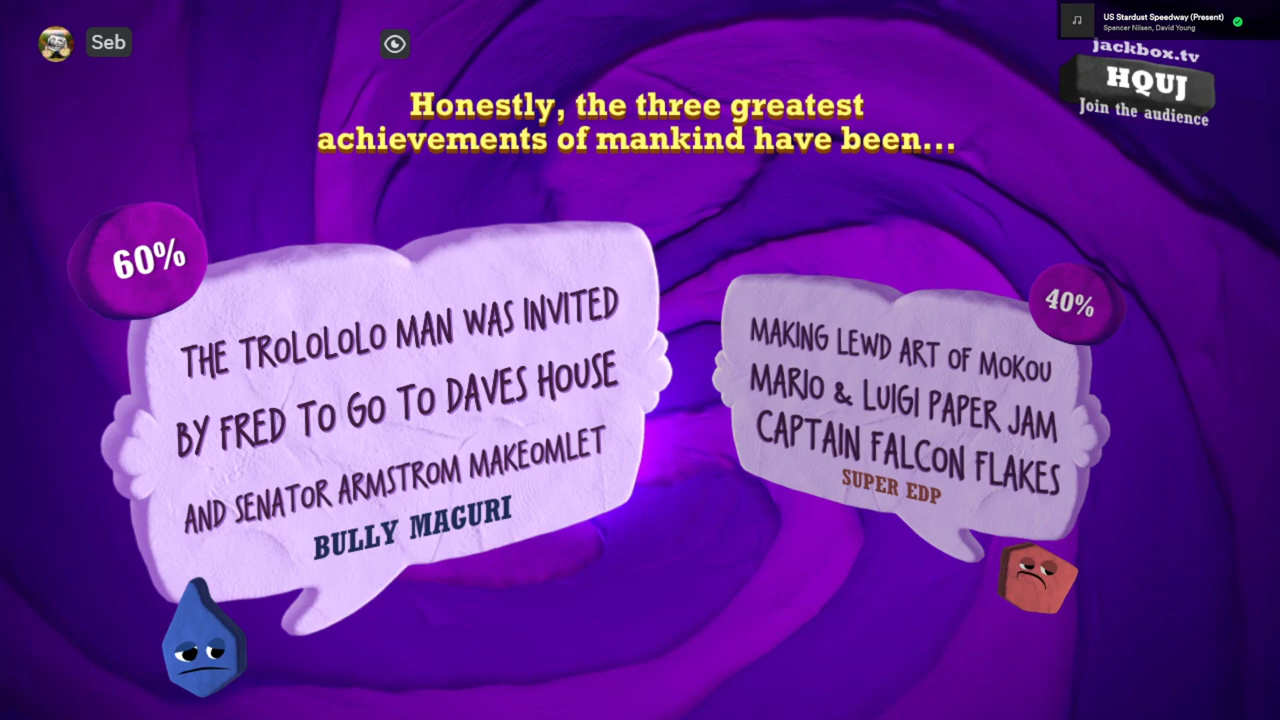 Seb
US Stardust Speedway (Present)
Spencer Nilsen, David Young
jackbox.tv
HQUJ
Join the audience
Honestly, the three greatest
achievements of mankind have been...
60%
THE TROLOLOLO MAN WAS INVITED
BY FRED TO GO TO DAVES HOUSE
AND SENATOR ARMSTROM MAKEOMLET
BULLY MAGURI
40%
MAKING LEWD ART OF MOKOU
MARIO & LUIGI PAPER JAM
CAPTAIN FALCON FLAKES
SUPER EDP